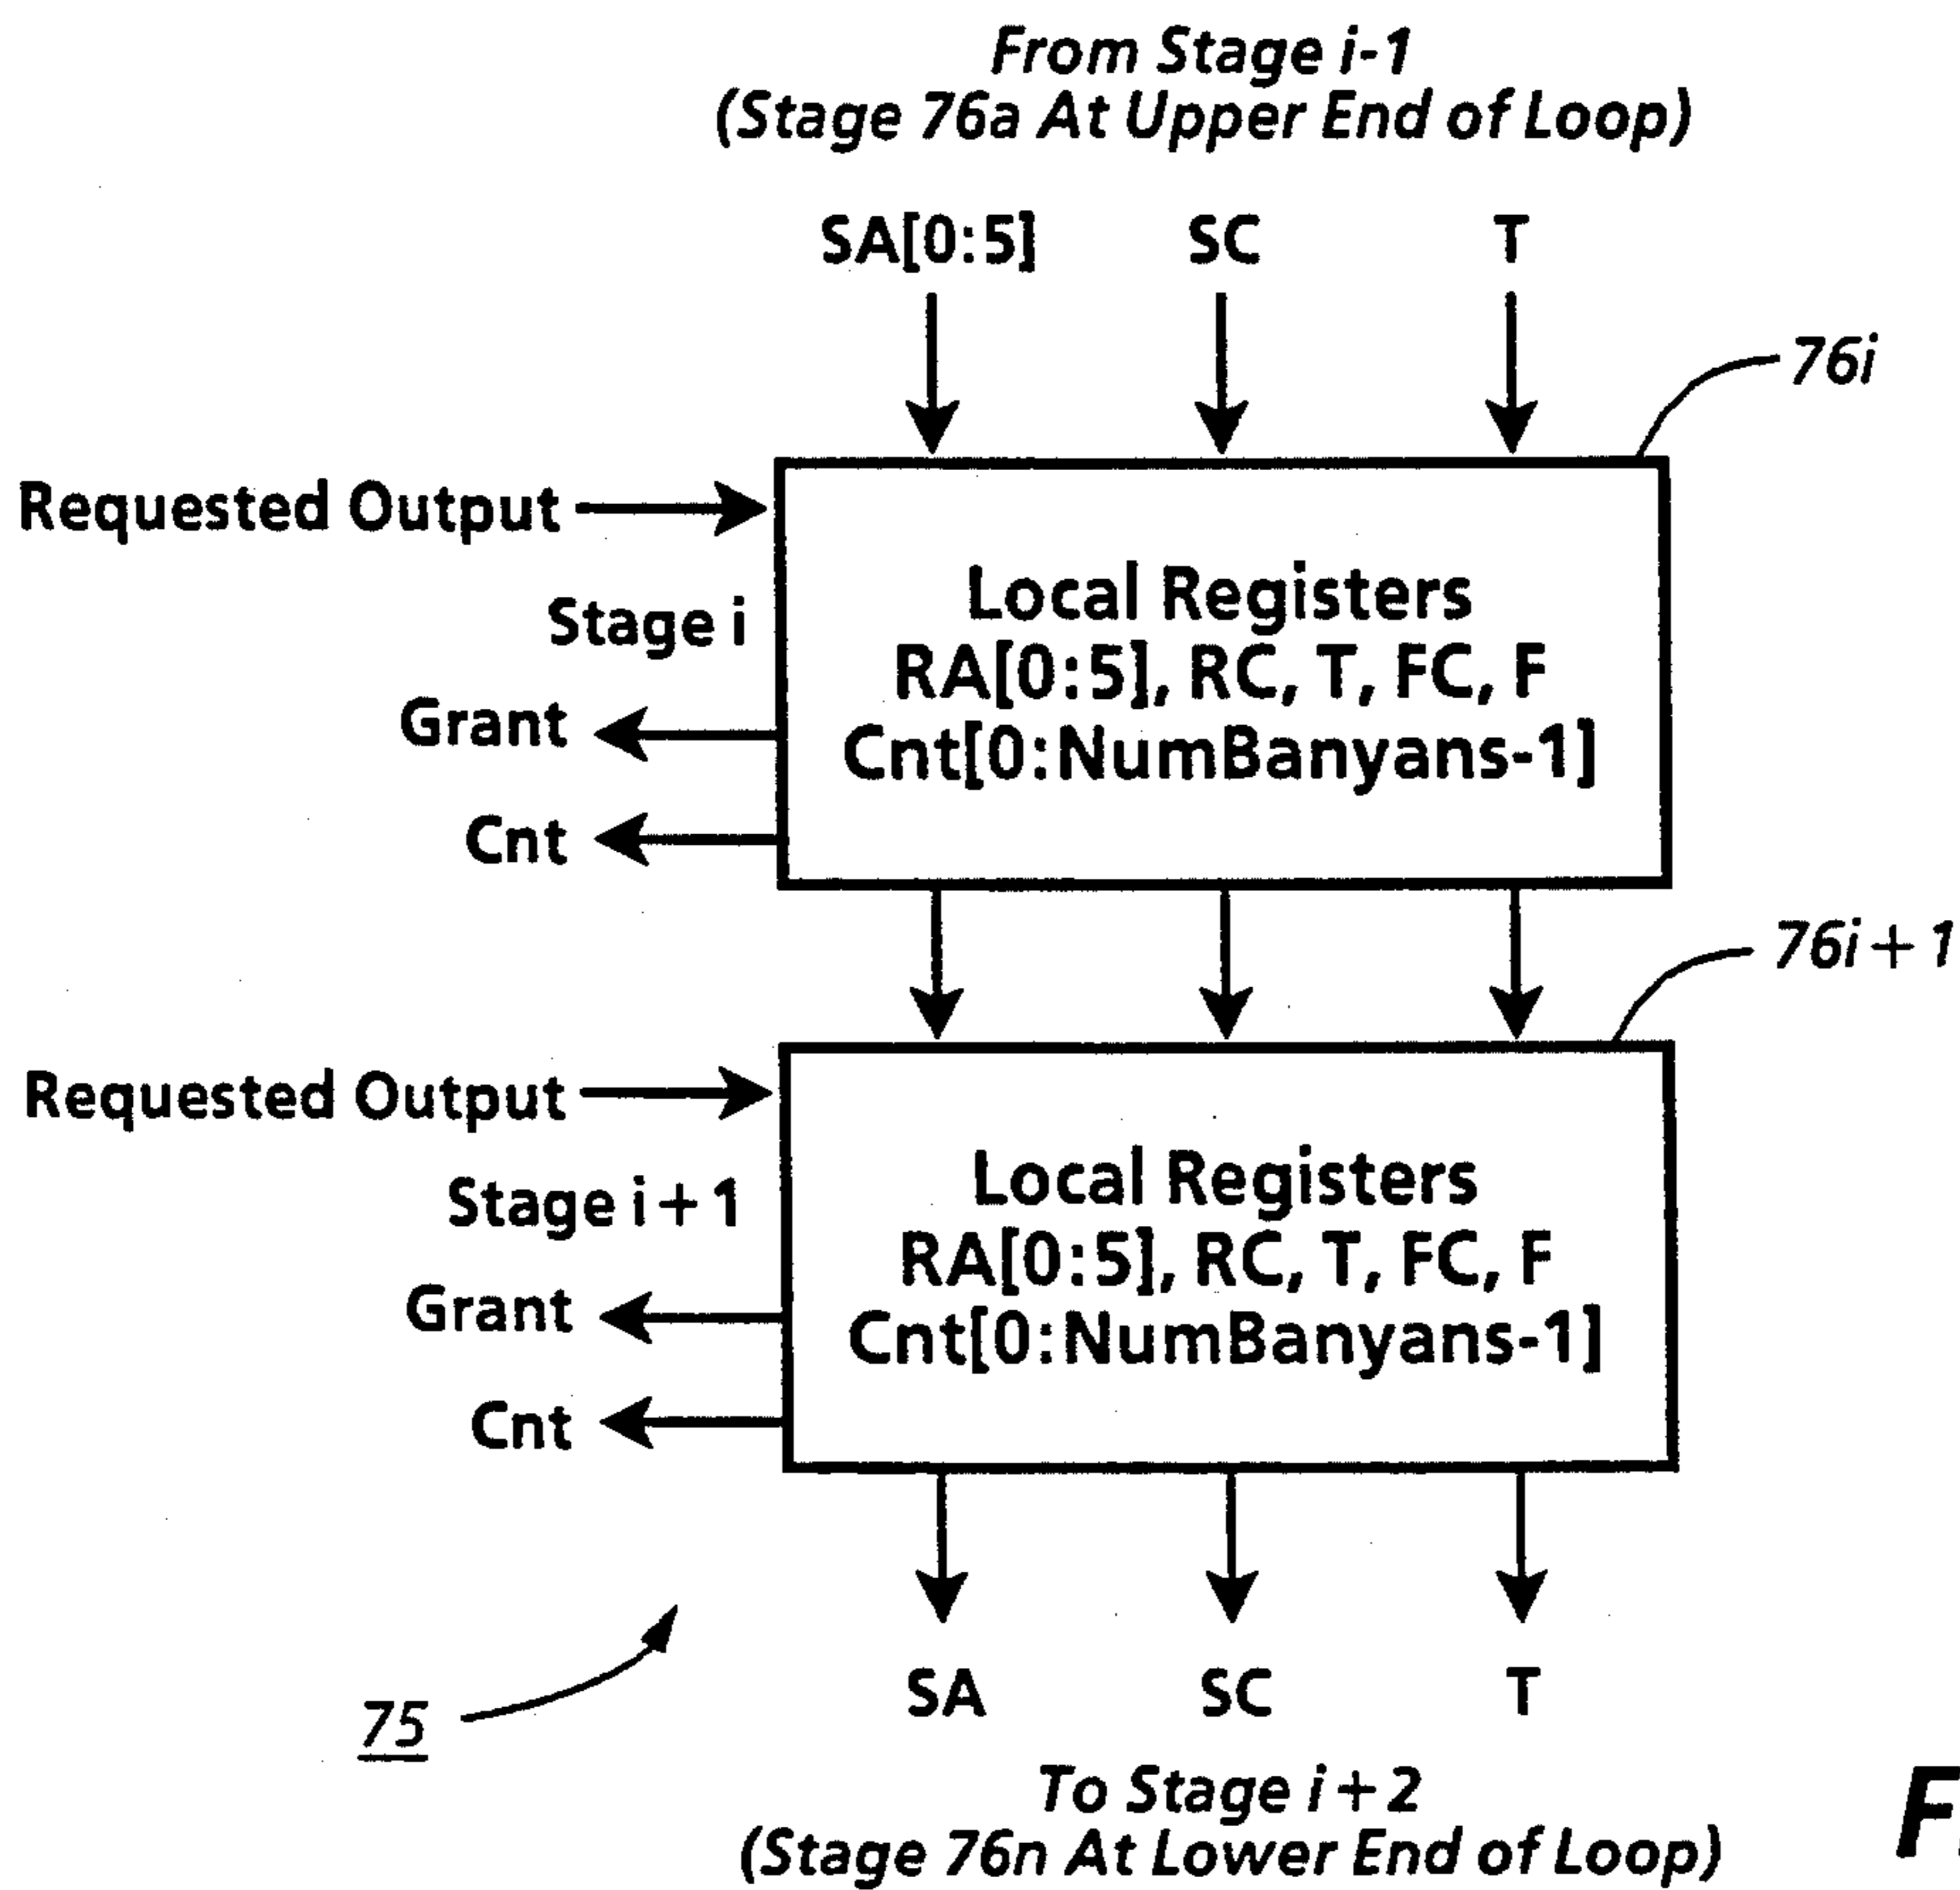 From Stage i-1
(Stage 76a At Upper End of Loop)
SA[0:5] SC T
76i
Requested Output
Local Registers
Stage i
RA[0:5], RC, T, FC, F
Grant
Cnt[0:NumBanyans-1]
Cnt
76i+1
Requested Output
Local Registers
Stage i+1
RA[0:5], RC, T, FC, F
Grant
Cnt[0:NumBanyans-1]
Cnt
SA SC T
75
To Stage i+2
(Stage 76n At Lower End of Loop)